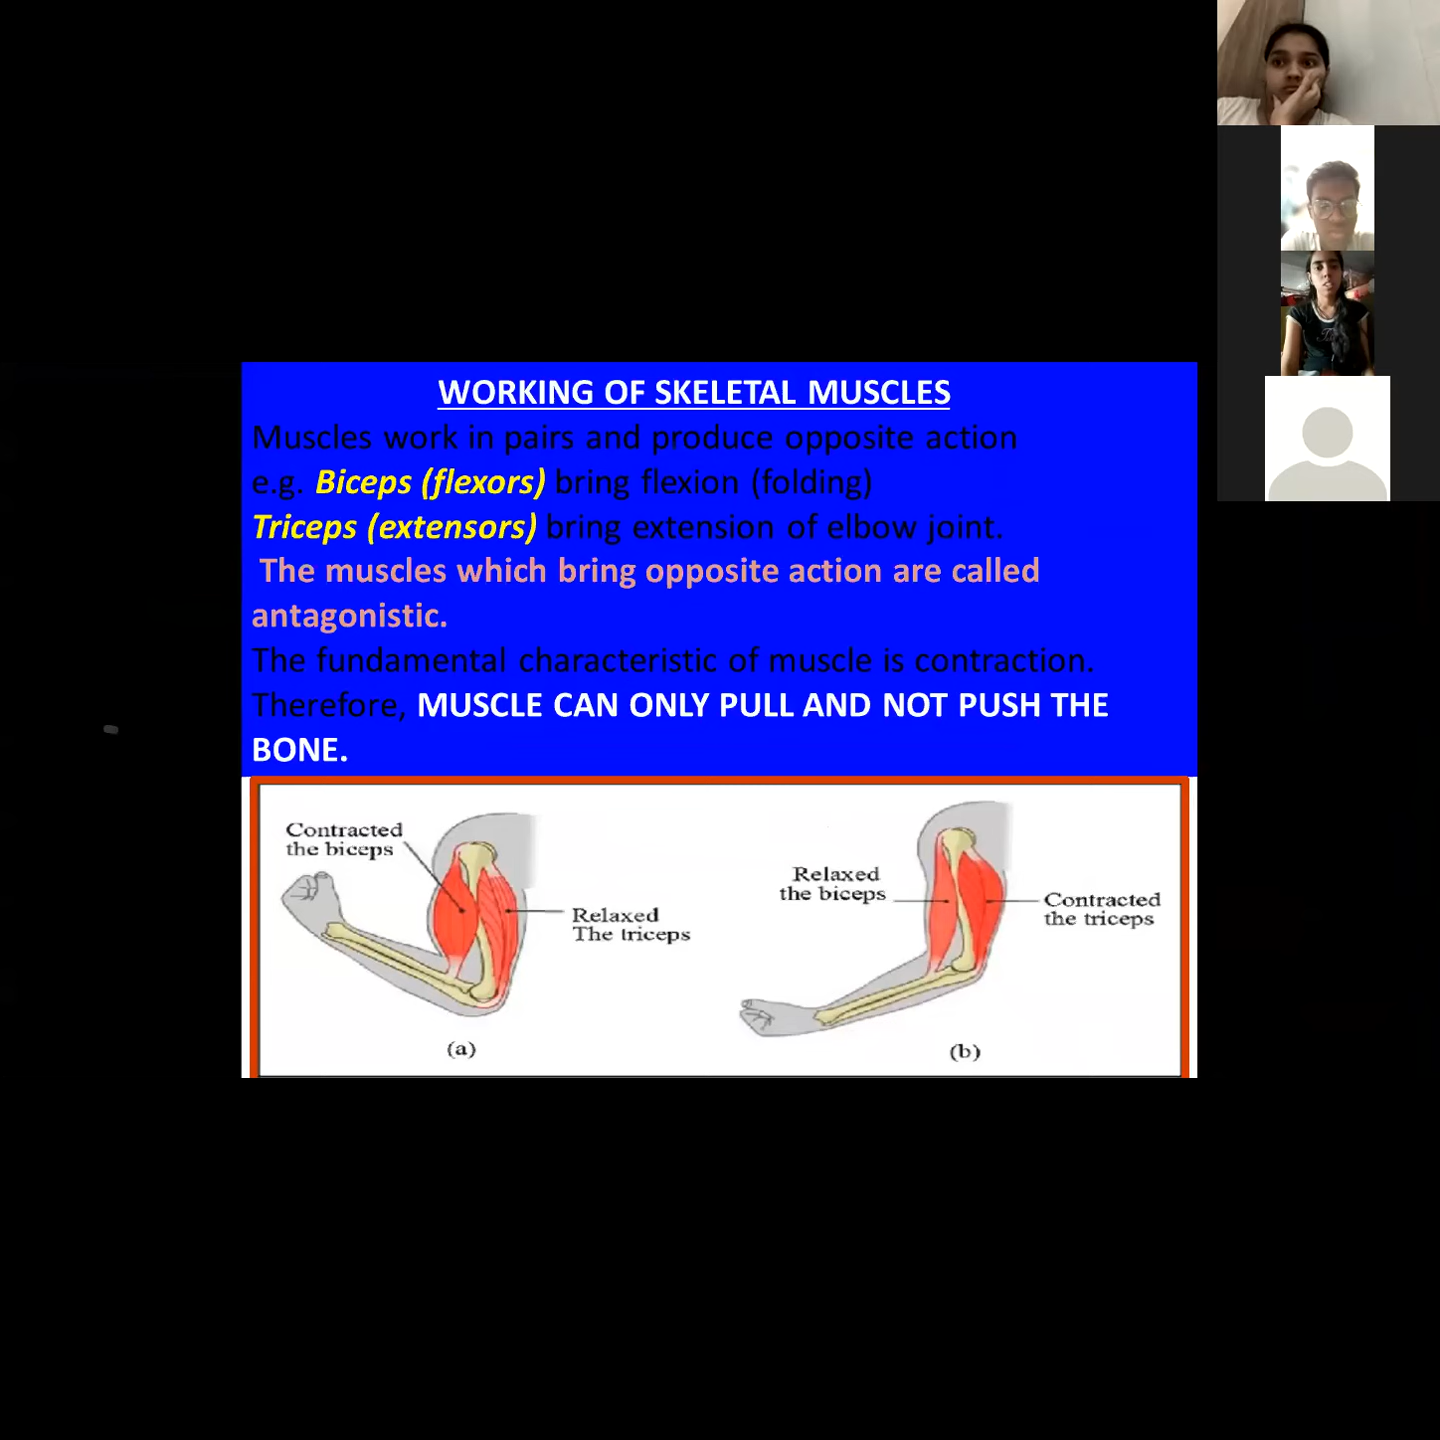 WORKING OF SKELETAL MUSCLES
Muscles work in pairs and produce opposite action
e.g. Biceps (flexors) bring flexion (folding)
Triceps (extensors) bring extension of elbow joint.
The muscles which bring opposite action are called
antagonistic.
The fundamental characteristic of muscle is contraction.
Therefore, MUSCLE CAN ONLY PULL AND NOT PUSH THE
BONE.
Contracted
the biceps
Relaxed
The triceps
(a)
Relaxed
the biceps
Contracted
the triceps
(b)